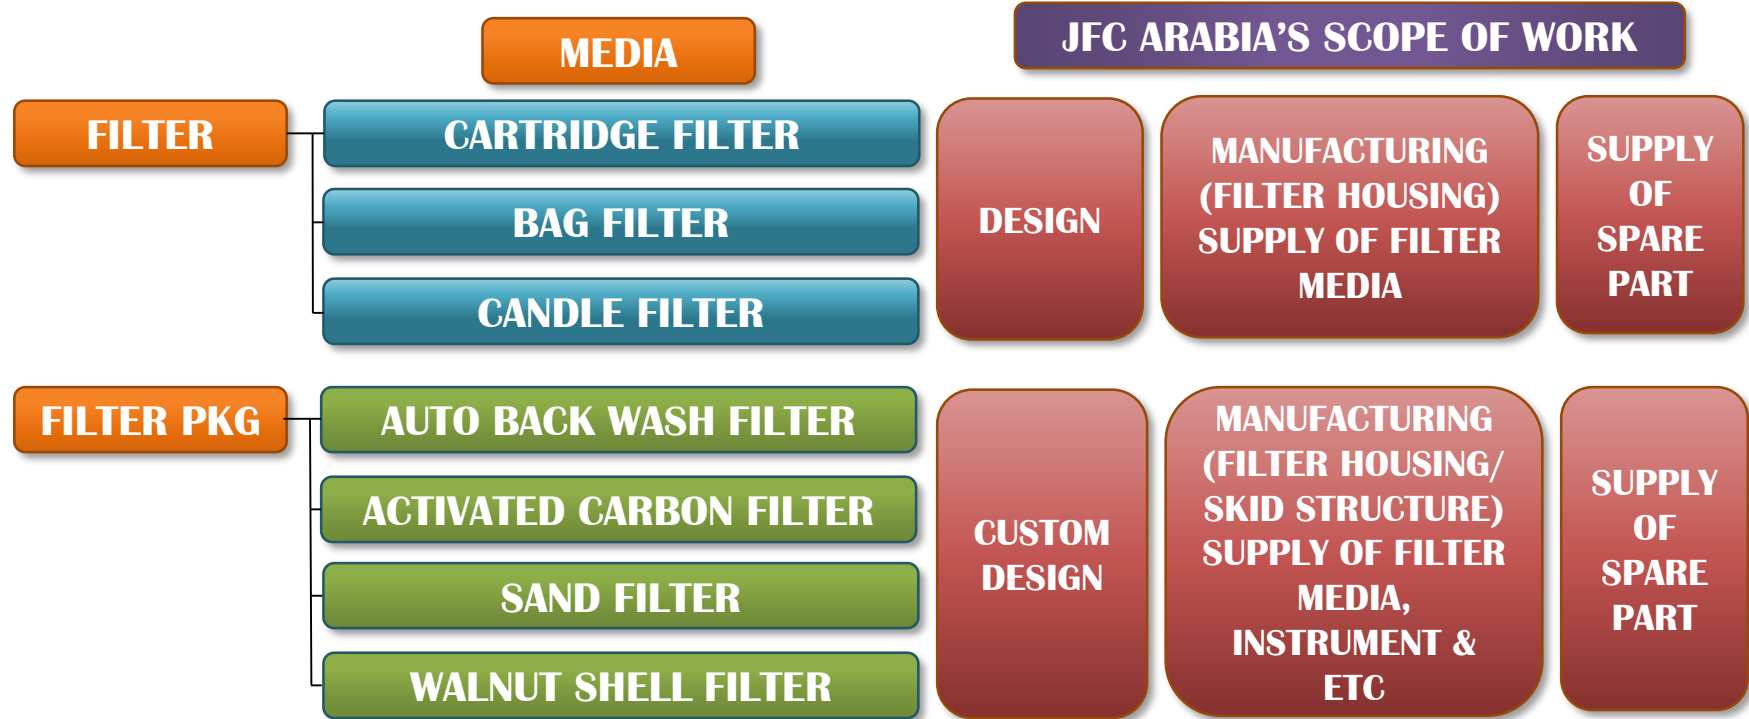 MEDIA
JFC ARABIA'S SCOPE OF WORK
FILTER
CARTRIDGE FILTER
BAG FILTER
CANDLE FILTER
DESIGN
MANUFACTURING
(FILTER HOUSING)
SUPPLY OF FILTER
MEDIA
SUPPLY
OF
SPARE
PART
FILTER PKG
AUTO BACK WASH FILTER
ACTIVATED CARBON FILTER
SAND FILTER
WALNUT SHELL FILTER
CUSTOM
DESIGN
MANUFACTURING
(FILTER HOUSING/
SKID STRUCTURE)
SUPPLY OF FILTER
MEDIA,
INSTRUMENT &
ETC
SUPPLY
OF
SPARE
PART